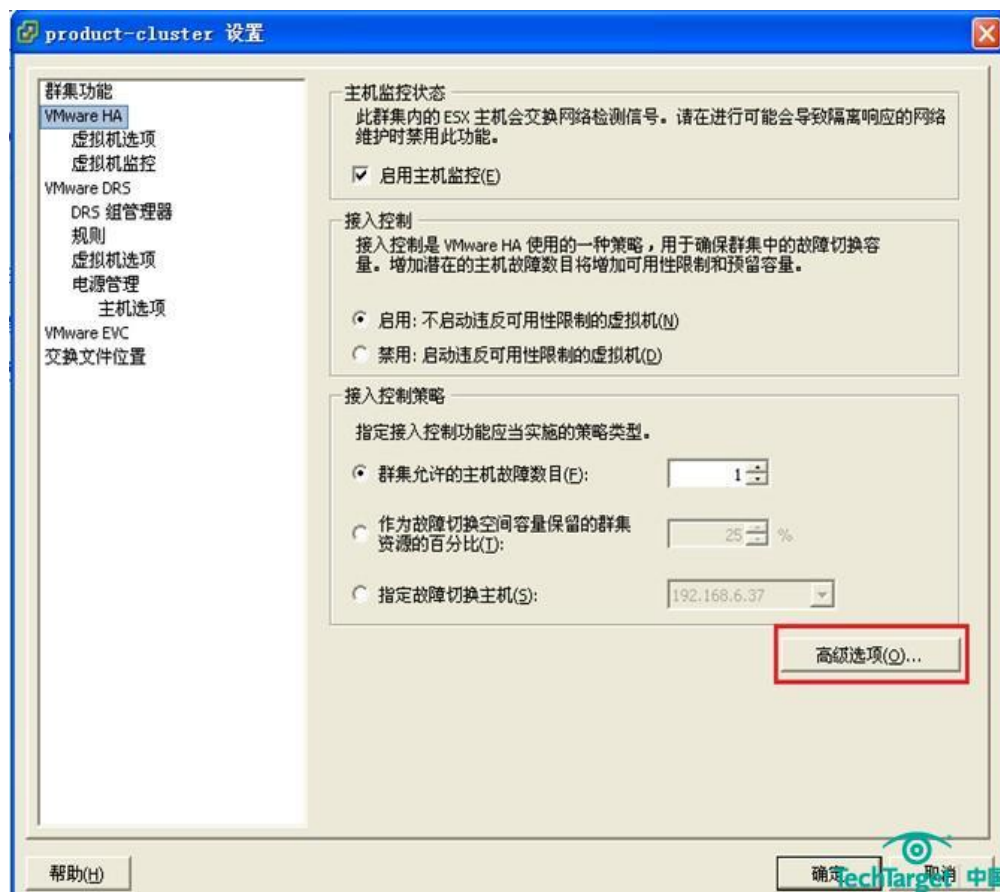 product-cluster 设置
群集功能
VMware HA
虚拟机选项
虚拟机监控
VMware DRS
DRS 组管理器
规则
虚拟机选项
电源管理
主机选项
VMware EVC
交换文件位置
主机监控状态
此群集内的 ESX 主机会交换网络检测信号。请在进行可能会导致隔离响应的网络
维护时禁用此功能。
启用主机监控(E)
接入控制
接入控制是 VMware HA 使用的一种策略，用于确保群集中的故障切换容
量。增加潜在的主机故障数目将增加可用性限制和预留容量。
启用: 不启动违反可用性限制的虚拟机(N)
禁用: 启动违反可用性限制的虚拟机(D)
接入控制策略
指定接入控制功能应当实施的策略类型。
群集允许的主机故障数目(F): 1
作为故障切换空间容量保留的群集
资源的百分比(T): 25 %
指定故障切换主机(S): 192.168.6.37
高级选项(O)...
帮助(H) 确定 取消
TechTarget 中国